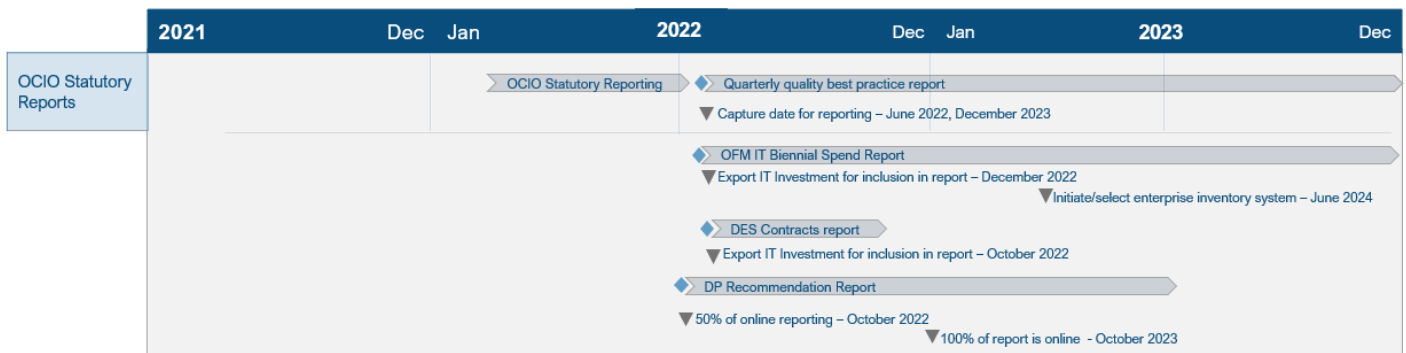 2021 Dec Jan 2022 Dec Jan 2023 Dec
OCIO Statutory
Reports
OCIO Statutory Reporting
Quarterly quality best practice report
Capture date for reporting – June 2022, December 2023
OFM IT Biennial Spend Report
Export IT Investment for inclusion in report – December 2022
Initiate/select enterprise inventory system – June 2024
DES Contracts report
Export IT Investment for inclusion in report – October 2022
DP Recommendation Report
50% of online reporting – October 2022
100% of report is online - October 2023